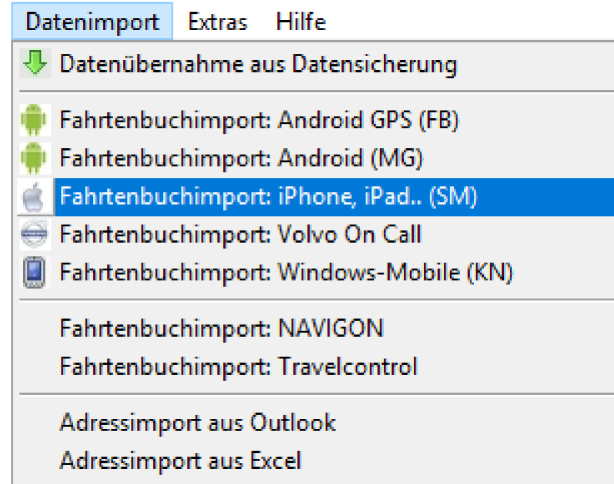 Datenimport Extras Hilfe
Datenübernahme aus Datensicherung
Fahrtenbuchimport: Android GPS (FB)
Fahrtenbuchimport: Android (MG)
Fahrtenbuchimport: iPhone, iPad.. (SM)
Fahrtenbuchimport: Volvo On Call
Fahrtenbuchimport: Windows-Mobile (KN)
Fahrtenbuchimport: NAVIGON
Fahrtenbuchimport: Travelcontrol
Adressimport aus Outlook
Adressimport aus Excel